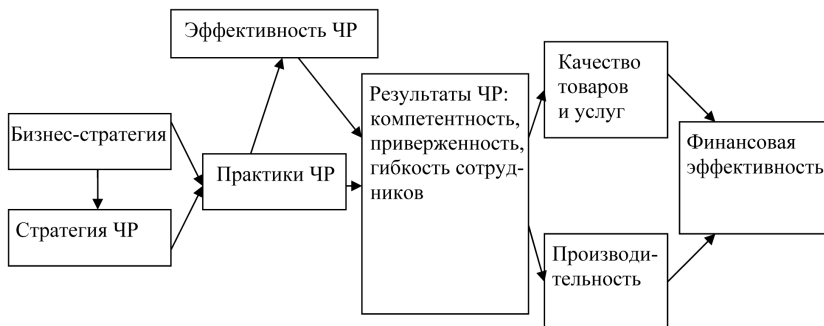 Эффективность ЧР
Бизнес-стратегия
Стратегия ЧР
Практики ЧР
Результаты ЧР:
компетентность,
приверженность,
гибкость сотруд-
ников
Качество
товаров
и услуг
Производи-
тельность
Финансовая
эффективность